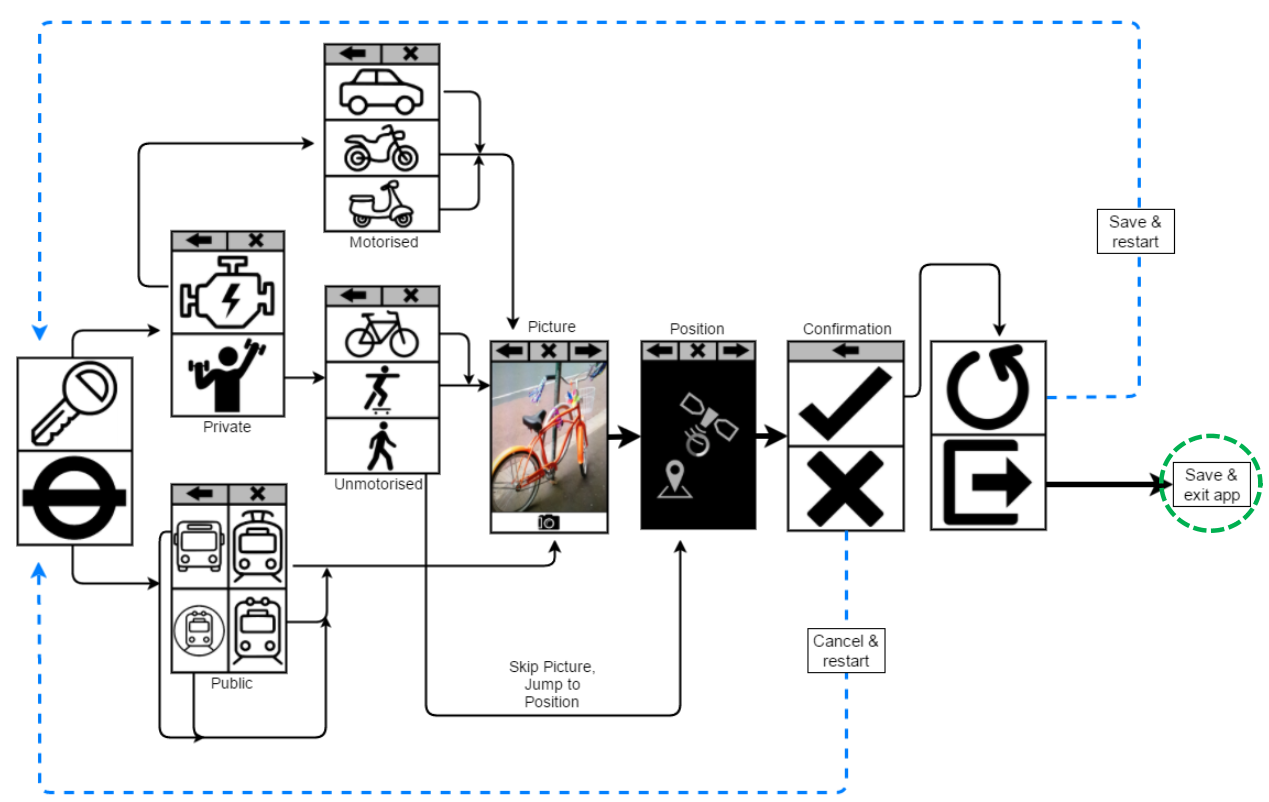 Motorised
Save &
restart
Private
Unmotorised
Picture
Position
Confirmation
Save &
exit app
Public
Skip Picture,
Jump to
Position
Cancel &
restart